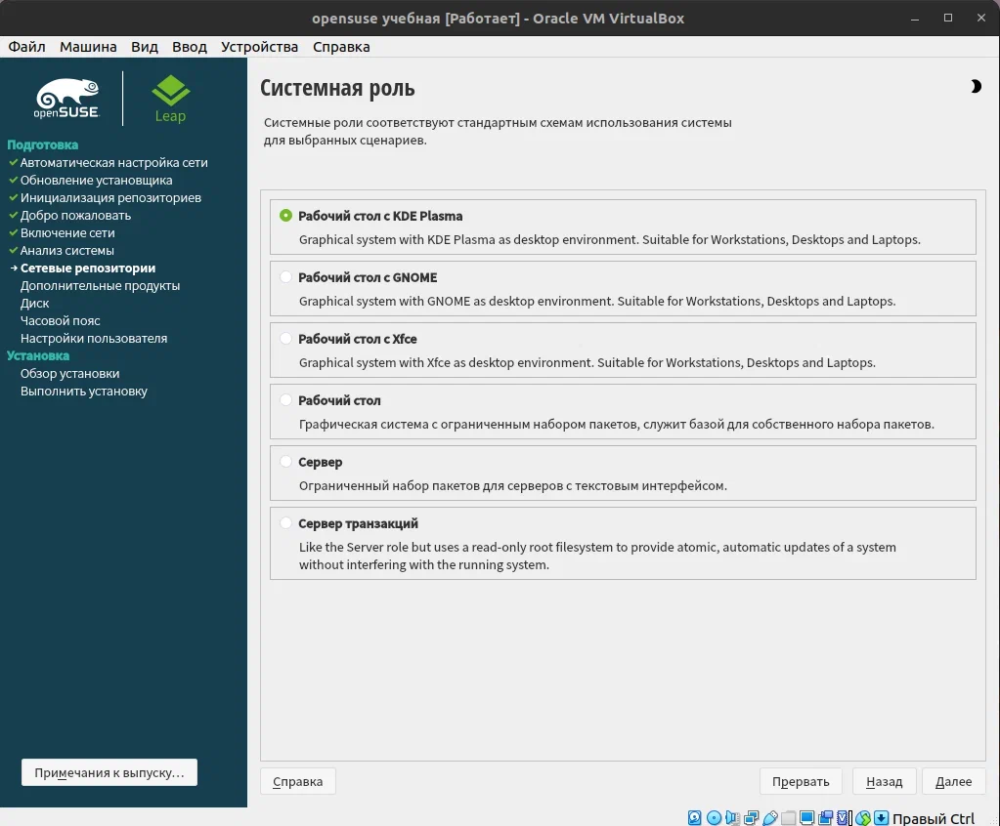 opensuse учебная [Работает] - Oracle VM VirtualBox
Файл Машина Вид Ввод Устройства Справка
openSUSE
Leap
Подготовка
Автоматическая настройка сети
Обновление установщика
Инициализация репозиториев
Добро пожаловать
Включение сети
Анализ системы
Сетевые репозитории
Дополнительные продукты
Диск
Часовой пояс
Настройки пользователя
Установка
Обзор установки
Выполнить установку
Примечания к выпуску...
Системная роль
Системные роли соответствуют стандартным схемам использования системы
для выбранных сценариев.
Рабочий стол с KDE Plasma
Graphical system with KDE Plasma as desktop environment. Suitable for Workstations, Desktops and Laptops.
Рабочий стол с GNOME
Graphical system with GNOME as desktop environment. Suitable for Workstations, Desktops and Laptops.
Рабочий стол с Xfce
Graphical system with Xfce as desktop environment. Suitable for Workstations, Desktops and Laptops.
Рабочий стол
Графическая система с ограниченным набором пакетов, служит базой для собственного набора пакетов.
Сервер
Ограниченный набор пакетов для серверов с текстовым интерфейсом.
Сервер транзакций
Like the Server role but uses a read-only root filesystem to provide atomic, automatic updates of a system
without interfering with the running system.
Справка Прервать Назад Далее
Правый Ctrl